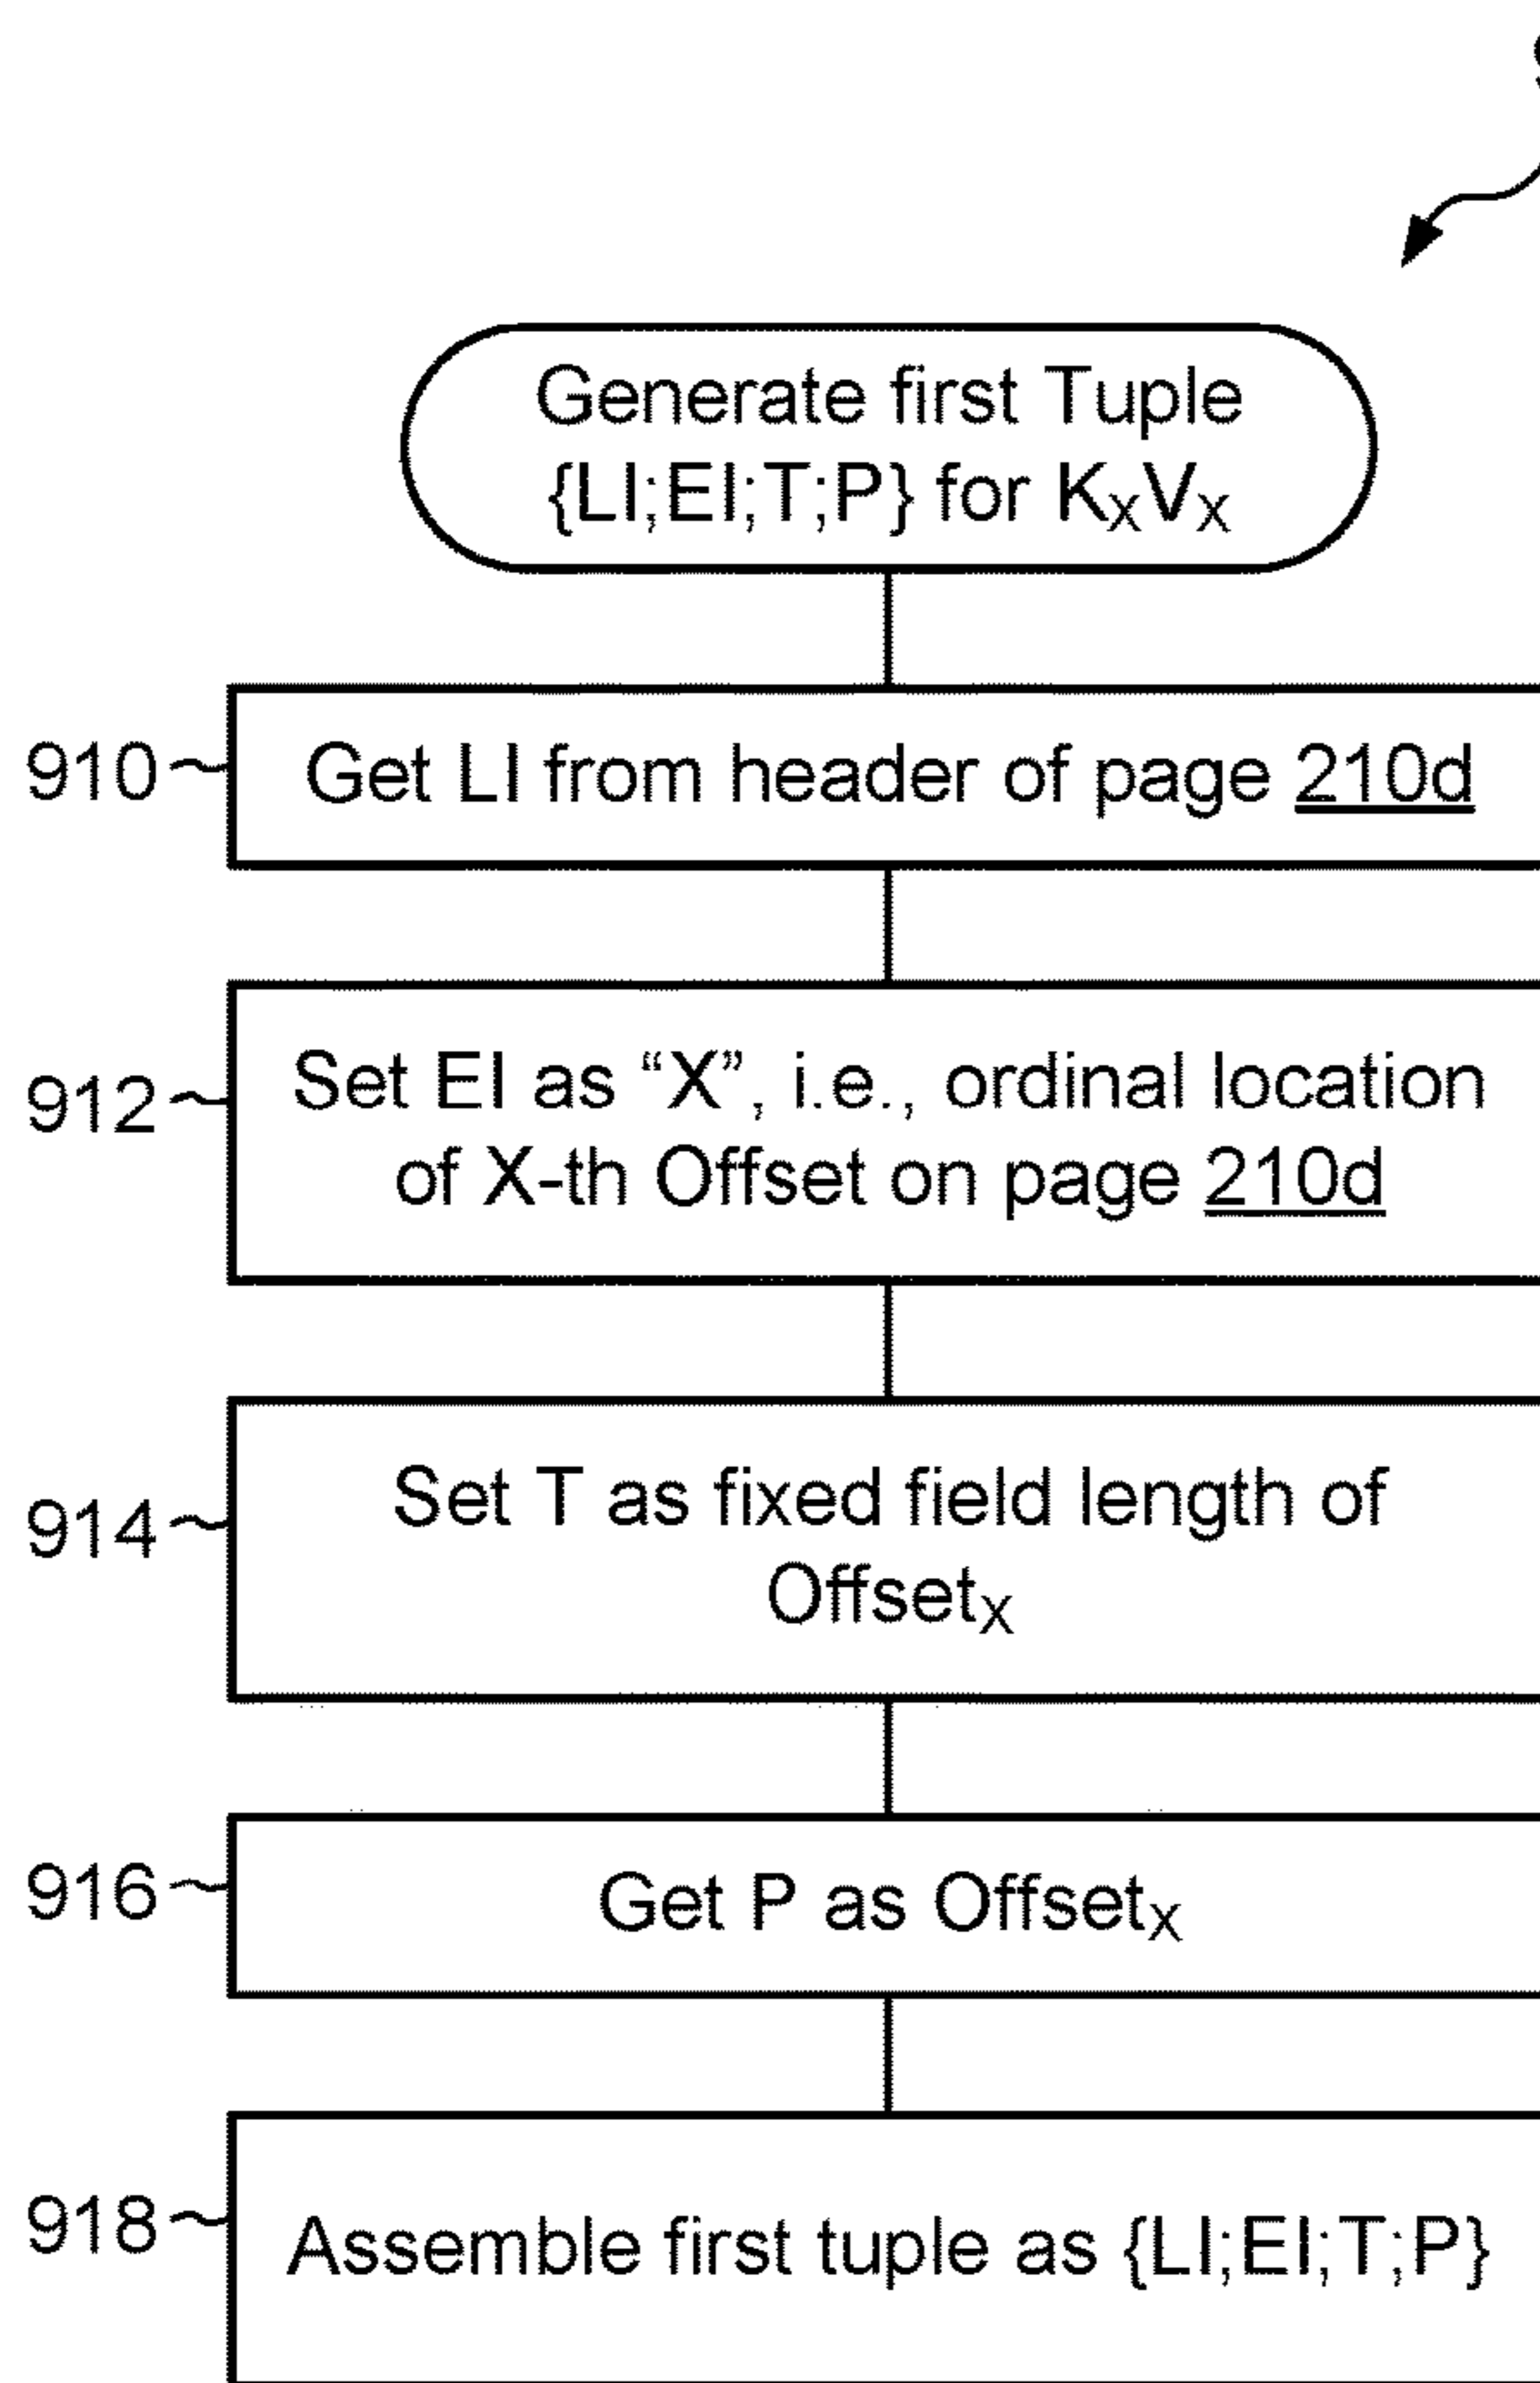 Generate first Tuple
{LI;EI;T;P} for KXVX
910
Get LI from header of page 210d
912
Set EI as “X”, i.e., ordinal location
of X-th Offset on page 210d
914
Set T as fixed field length of
OffsetX
916
Get P as OffsetX
918
Assemble first tuple as {LI;EI;T;P}